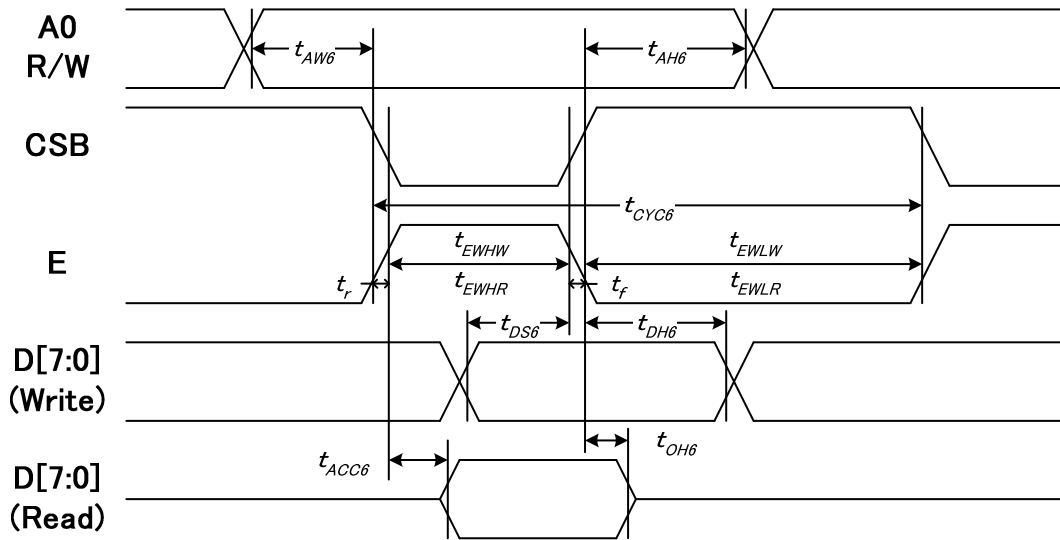 A0
R/W
tAW6
tAH6
CSB
tCYC6
E
tEWHW
tEWLW
tr
tEWHR
tf
tEWLR
tDS6
tDH6
D[7:0]
(Write)
tACC6
tOH6
D[7:0]
(Read)